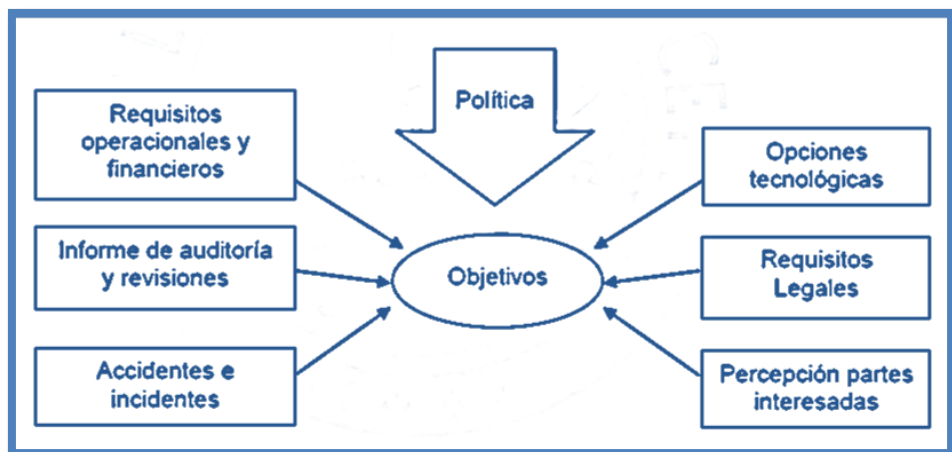 Política
Requisitos
operacionales y
financieros
Opciones
tecnológicas
Informe de auditoría
y revisiones
Objetivos
Requisitos
Legales
Accidentes e
incidentes
Percepción partes
interesadas